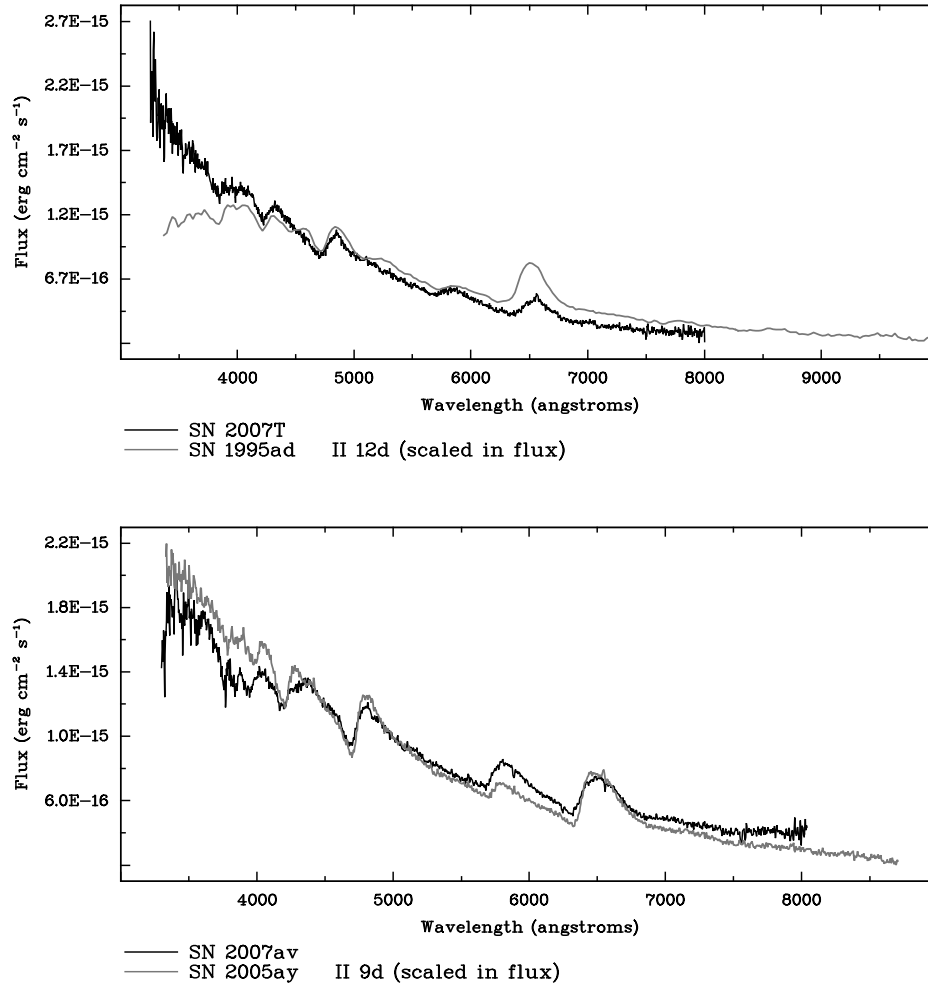 2.7E−15
2.2E−15
1.7E−15
1.2E−15
6.7E−16
Flux (erg cm⁻² s⁻¹)
4000 5000 6000 7000 8000 9000
Wavelength (angstroms)
SN 2007T
SN 1995ad II 12d (scaled in flux)
2.2E−15
1.8E−15
1.4E−15
1.0E−15
6.0E−16
Flux (erg cm⁻² s⁻¹)
4000 5000 6000 7000 8000
Wavelength (angstroms)
SN 2007av
SN 2005ay II 9d (scaled in flux)